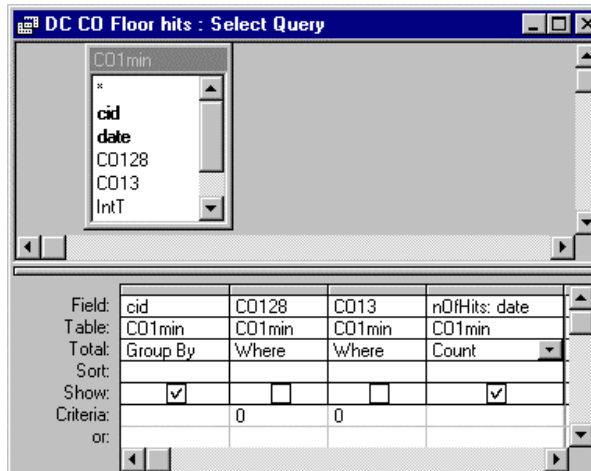 DC CO Floor hits : Select Query
CO1min
*
cid
date
CO128
CO13
IntT
Field: cid CO128 CO13 nOfHits: date
Table: CO1min CO1min CO1min CO1min
Total: Group By Where Where Count
Sort:
Show:
Criteria: 0 0
or: